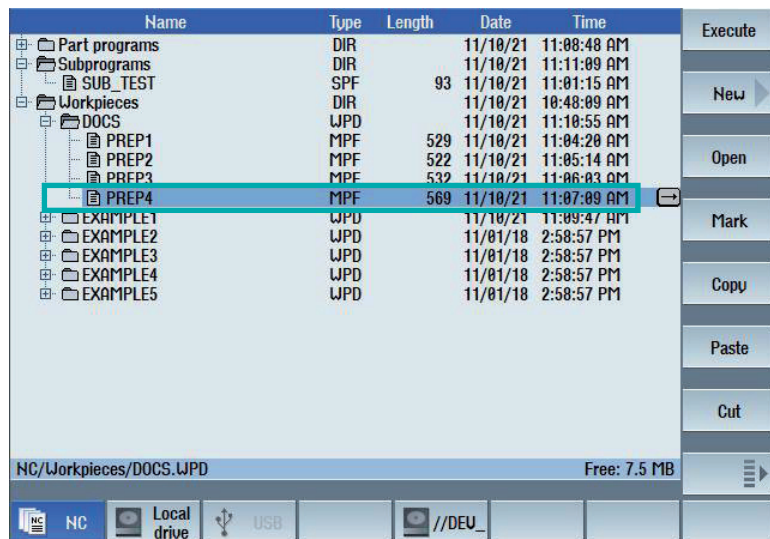 Name Type Length Date Time
Part programs DIR 11/10/21 11:08:48 AM
Subprograms DIR 11/10/21 11:11:09 AM
SUB_TEST SPF 93 11/10/21 11:01:15 AM
Workpieces DIR 11/10/21 10:48:09 AM
DOCS WPD 11/10/21 11:10:55 AM
PREP1 MPF 529 11/10/21 11:04:20 AM
PREP2 MPF 522 11/10/21 11:05:14 AM
PREP3 MPF 532 11/10/21 11:06:03 AM
PREP4 MPF 569 11/10/21 11:07:09 AM
EXAMPLE1 WPD 11/10/21 11:09:47 AM
EXAMPLE2 WPD 11/01/18 2:58:57 PM
EXAMPLE3 WPD 11/01/18 2:58:57 PM
EXAMPLE4 WPD 11/01/18 2:58:57 PM
EXAMPLE5 WPD 11/01/18 2:58:57 PM
NC/Workpieces/DOCS.WPD Free: 7.5 MB
Execute
New
Open
Mark
Copy
Paste
Cut
NC NC
Local
drive
USB
//DEV_